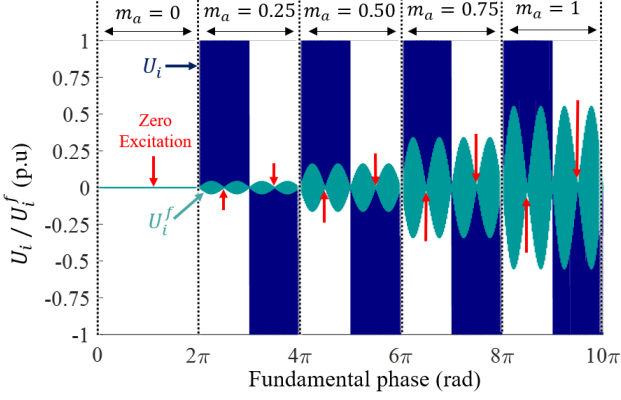 m_a = 0 m_a = 0.25 m_a = 0.50 m_a = 0.75 m_a = 1
1
0.75
0.5
0.25
0
-0.25
-0.5
-0.75
-1
U_i / U_i^f (p.u)
U_i
Zero
Excitation
U_i^f
0 2π 4π 6π 8π 10π
Fundamental phase (rad)